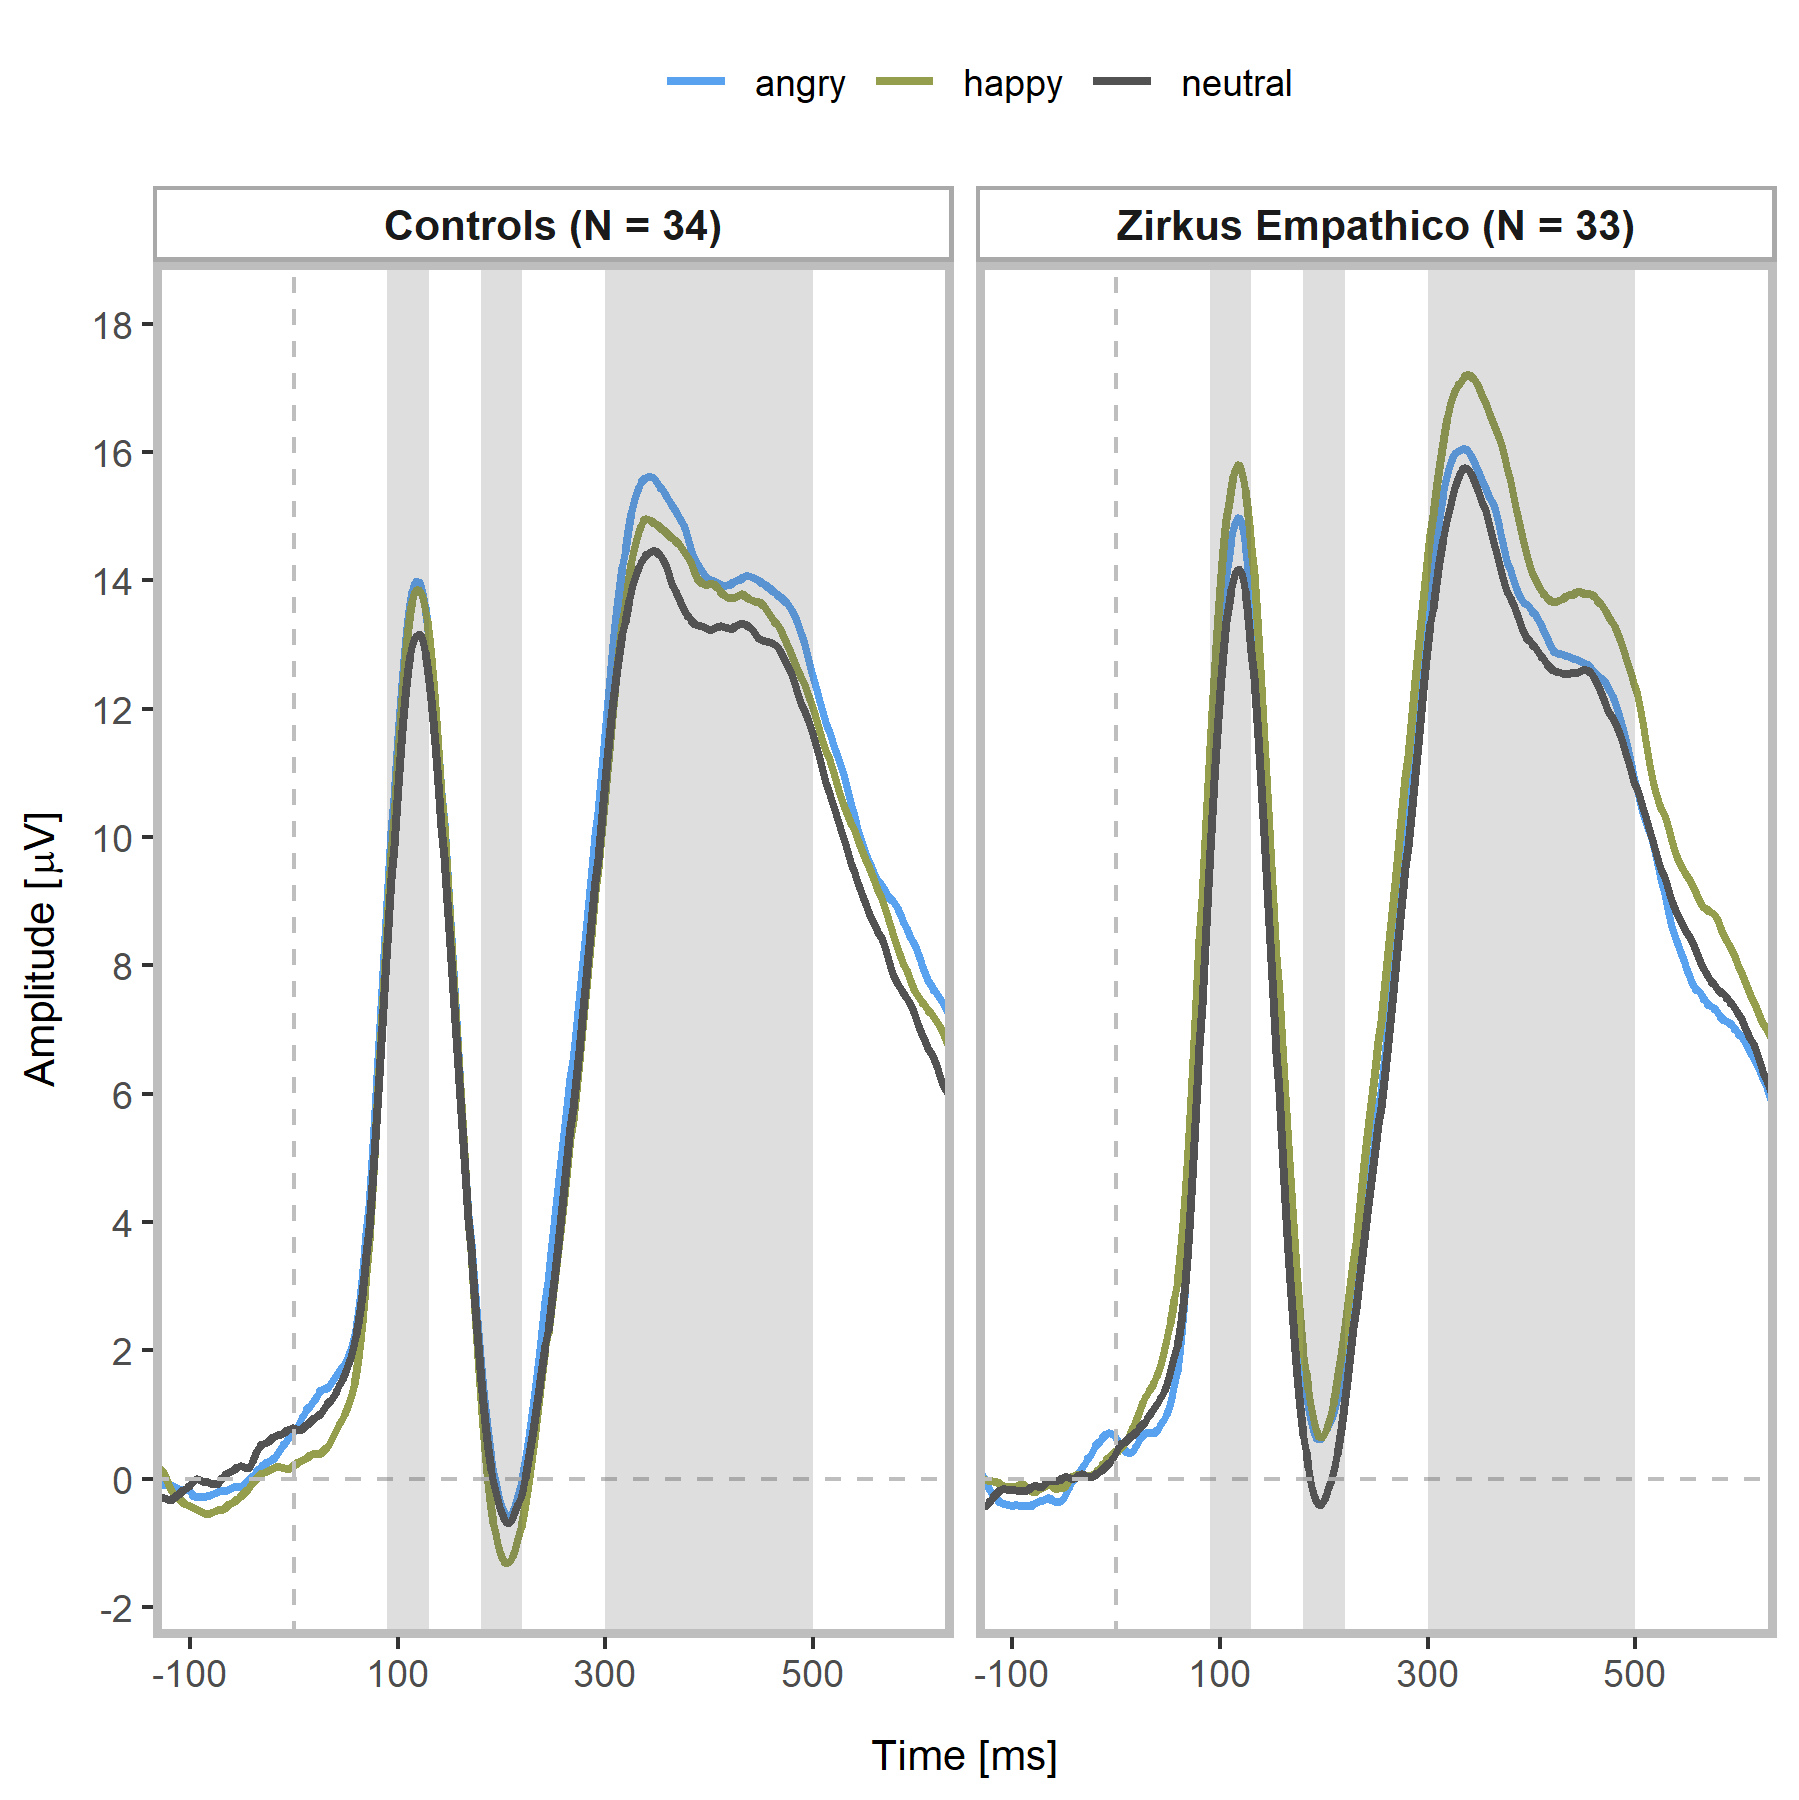 angry happy neutral
Controls (N = 34) Zirkus Empathico (N = 33)
18
16
14
12
10
8
6
4
2
0
-2
Amplitude [µV]
-100 100 300 500 -100 100 300 500
Time [ms]